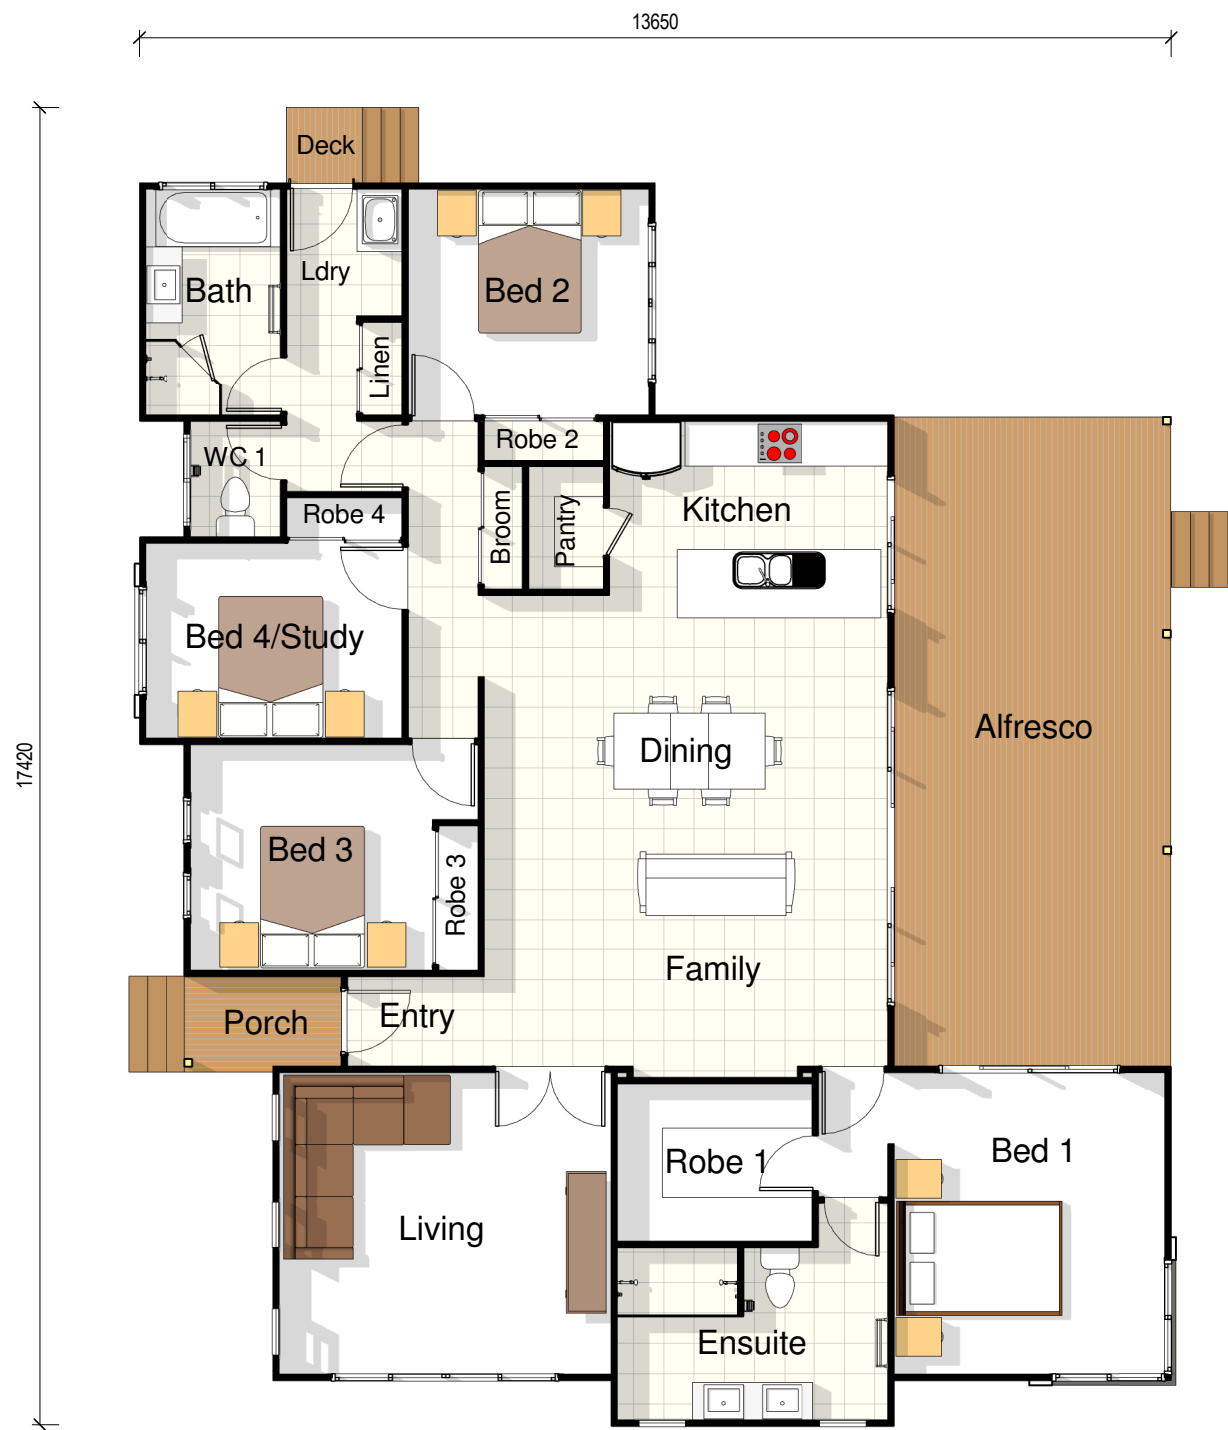 13650
Deck
Ldry
Bath
Bed 2
Linen
Robe 2
WC 1
Kitchen
Robe 4
Broom
Pantry
Bed 4/Study
Alfresco
Dining
17420
Bed 3
Robe 3
Family
Porch
Entry
Bed 1
Robe 1
Living
Ensuite